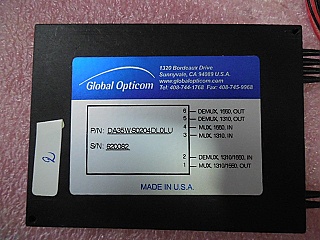 Global Opticom
1320 Bordeaux Drive
Sunnyvale, CA 94089 U.S.A.
www.globalopticom.com
Tel: 408-744-1768 Fax: 408-745-9968
P/N:
S/N: 620082
6 DEMUX, 1550, OUT
5 DEMUX, 1310, OUT
4 MUX, 1550, IN
3 MUX, 1310, IN
2 DEMUX, 1310/1550, IN
1 MUX, 1310/1550, OUT
MADE IN U.S.A.
2